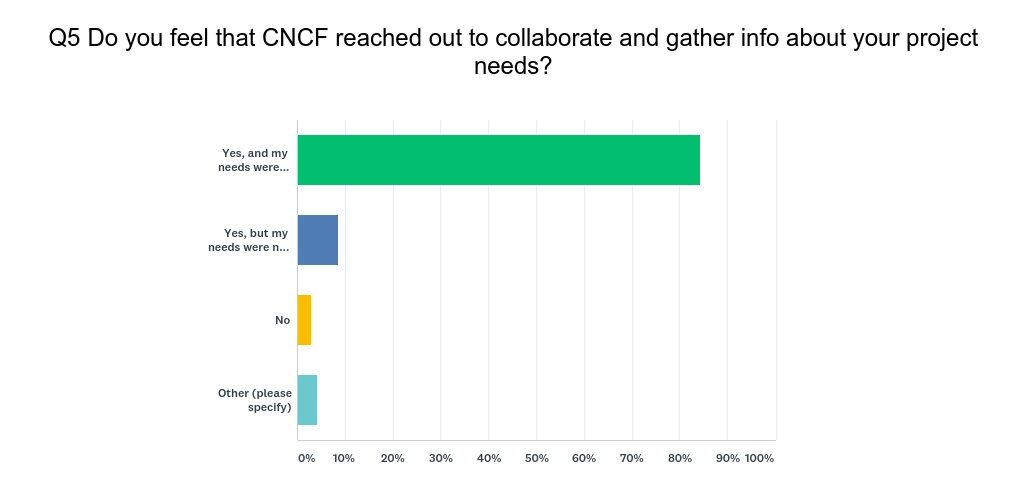 Q5 Do you feel that CNCF reached out to collaborate and gather info about your project
needs?
Yes, and my
needs were...
Yes, but my
needs were n...
No
Other (please
specify)
0% 10% 20% 30% 40% 50% 60% 70% 80% 90% 100%